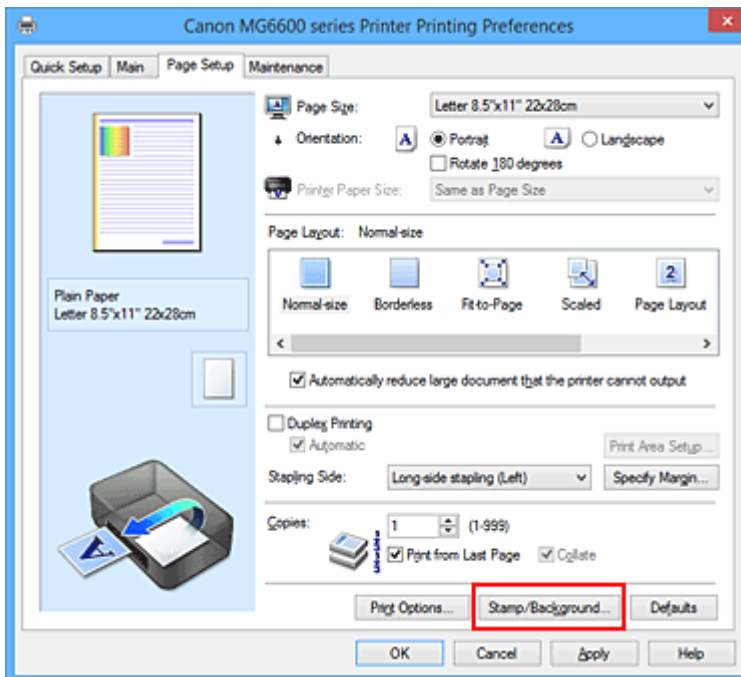 Canon MG6600 series Printer Printing Preferences
Quick Setup Main Page Setup Maintenance
Page Size: Letter 8.5"x11" 22x28cm
Orientation: A Portrait A Landscape
Rotate 180 degrees
Printer Paper Size: Same as Page Size
Page Layout: Normal-size
2
Normal-size Borderless Fit-to-Page Scaled Page Layout
Plain Paper
Letter 8.5"x11" 22x28cm
Automatically reduce large document that the printer cannot output
Duplex Printing
Automatic Print Area Setup...
Stapling Side: Long-side stapling (Left) Specify Margin...
Copies: 1 (1-999)
Print from Last Page Collate
A
Print Options... Stamp/Background... Defaults
OK Cancel Apply Help